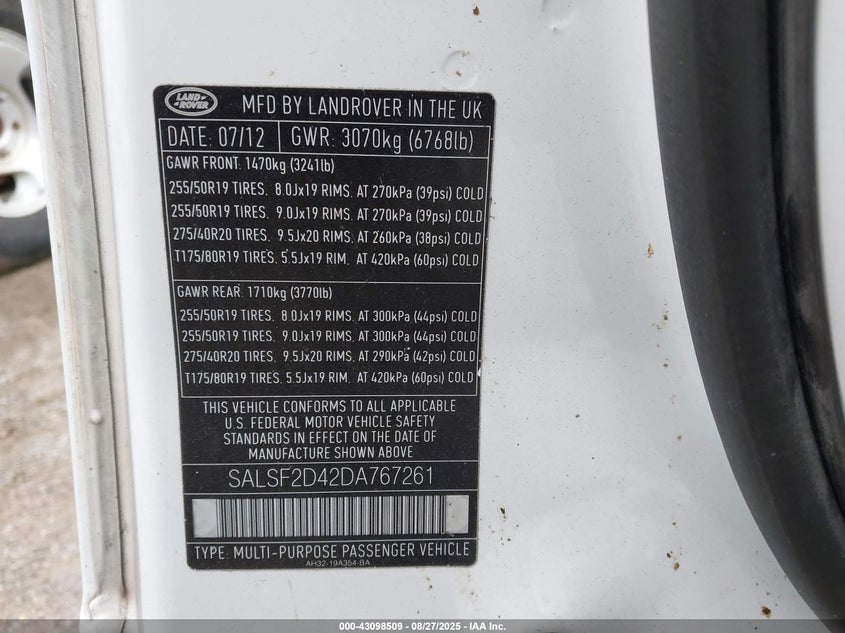 LAND ROVER
MFD BY LANDROVER IN THE UK
DATE: 07/12 GWR: 3070kg (6768lb)
GAWR FRONT: 1470kg (3241lb)
255/50R19 TIRES. 8.0Jx19 RIMS. AT 270kPa (39psi) COLD
255/50R19 TIRES. 9.0Jx19 RIMS. AT 270kPa (39psi) COLD
275/40R20 TIRES. 9.5Jx20 RIMS. AT 260kPa (38psi) COLD
T175/80R19 TIRES. 5.5Jx19 RIM. AT 420kPa (60psi) COLD
GAWR REAR: 1710kg (3770lb)
255/50R19 TIRES. 8.0Jx19 RIMS. AT 300kPa (44psi) COLD
255/50R19 TIRES. 9.0Jx19 RIMS. AT 300kPa (44psi) COLD
275/40R20 TIRES. 9.5Jx20 RIMS. AT 290kPa (42psi) COLD
T175/80R19 TIRES. 5.5Jx19 RIM. AT 420kPa (60psi) COLD
THIS VEHICLE CONFORMS TO ALL APPLICABLE
U.S. FEDERAL MOTOR VEHICLE SAFETY
STANDARDS IN EFFECT ON THE DATE OF
MANUFACTURE SHOWN ABOVE
SALSF2D42DA767261
TYPE: MULTI-PURPOSE PASSENGER VEHICLE
AH32-19A354-BA
000-43098509 - 08/27/2025 - IAA Inc.